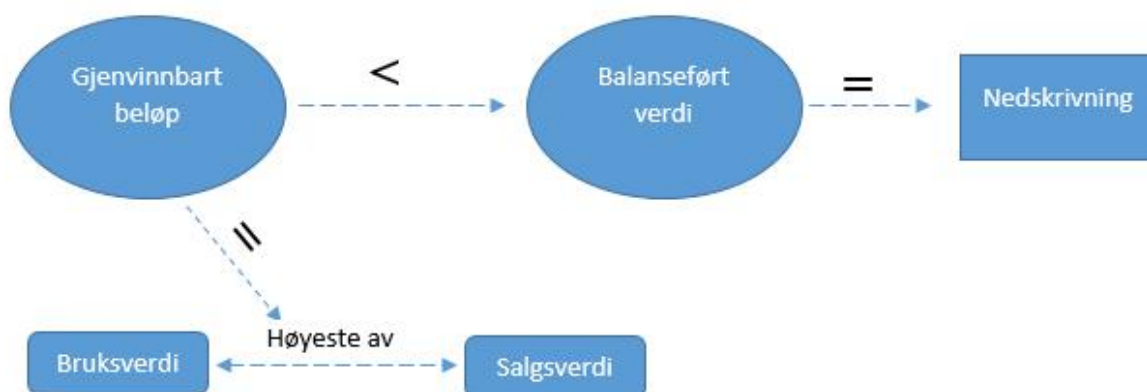 Gjenvinnbart
beløp
<
Balanseført
verdi
=
Nedskrivning
=
Høyeste av
Bruksverdi
Salgsverdi